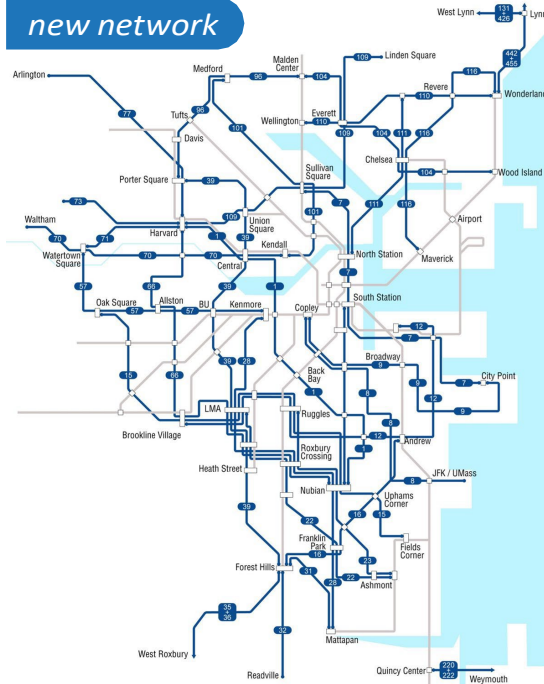 new network
131
+
426
West Lynn
Lynn
442
+
455
Linden Square
109
Malden
Center
Medford
96
104
Arlington
77
Revere
116
Wonderland
110
96
Tufts
101
Wellington
110
Everett
109
104
111
116
Davis
Chelsea
Sullivan
Square
104
Wood Island
Porter Square
39
7
111
116
73
109
Union
Square
101
Airport
Waltham
Harvard
1
39
Kendall
North Station
Maverick
70
71
70
70
Central
Watertown
Square
7
57
66
39
1
South Station
Oak Square
Allston
BU
Kenmore
Copley
57
57
12
7
39
28
Back
Bay
Broadway
9
City Point
7
15
66
8
9
12
9
1
LMA
Ruggles
8
Brookline Village
12
Andrew
Roxbury
Crossing
1
Heath Street
JFK / UMass
8
Nubian
Uphams
Corner
39
22
16
15
Franklin
Park
Fields
Corner
16
23
Forest Hills
31
28
22
Ashmont
35
+
36
32
Mattapan
West Roxbury
Readville
Quincy Center
220
+
222
Weymouth